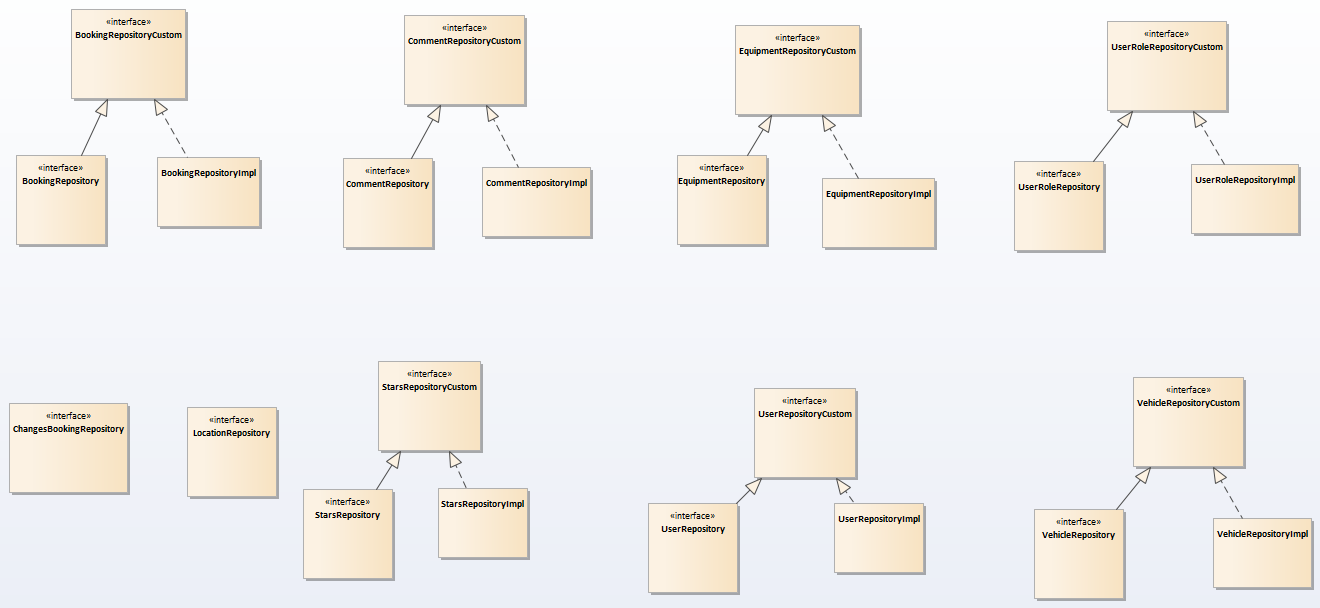 «interface»
BookingRepositoryCustom
«interface»
CommentRepositoryCustom
«interface»
EquipmentRepositoryCustom
«interface»
UserRoleRepositoryCustom
«interface»
BookingRepository
BookingRepositoryImpl
«interface»
CommentRepository
CommentRepositoryImpl
«interface»
EquipmentRepository
EquipmentRepositoryImpl
«interface»
UserRoleRepository
UserRoleRepositoryImpl
«interface»
ChangesBookingRepository
«interface»
LocationRepository
«interface»
StarsRepositoryCustom
«interface»
UserRepositoryCustom
«interface»
VehicleRepositoryCustom
«interface»
StarsRepository
StarsRepositoryImpl
«interface»
UserRepository
UserRepositoryImpl
«interface»
VehicleRepository
VehicleRepositoryImpl